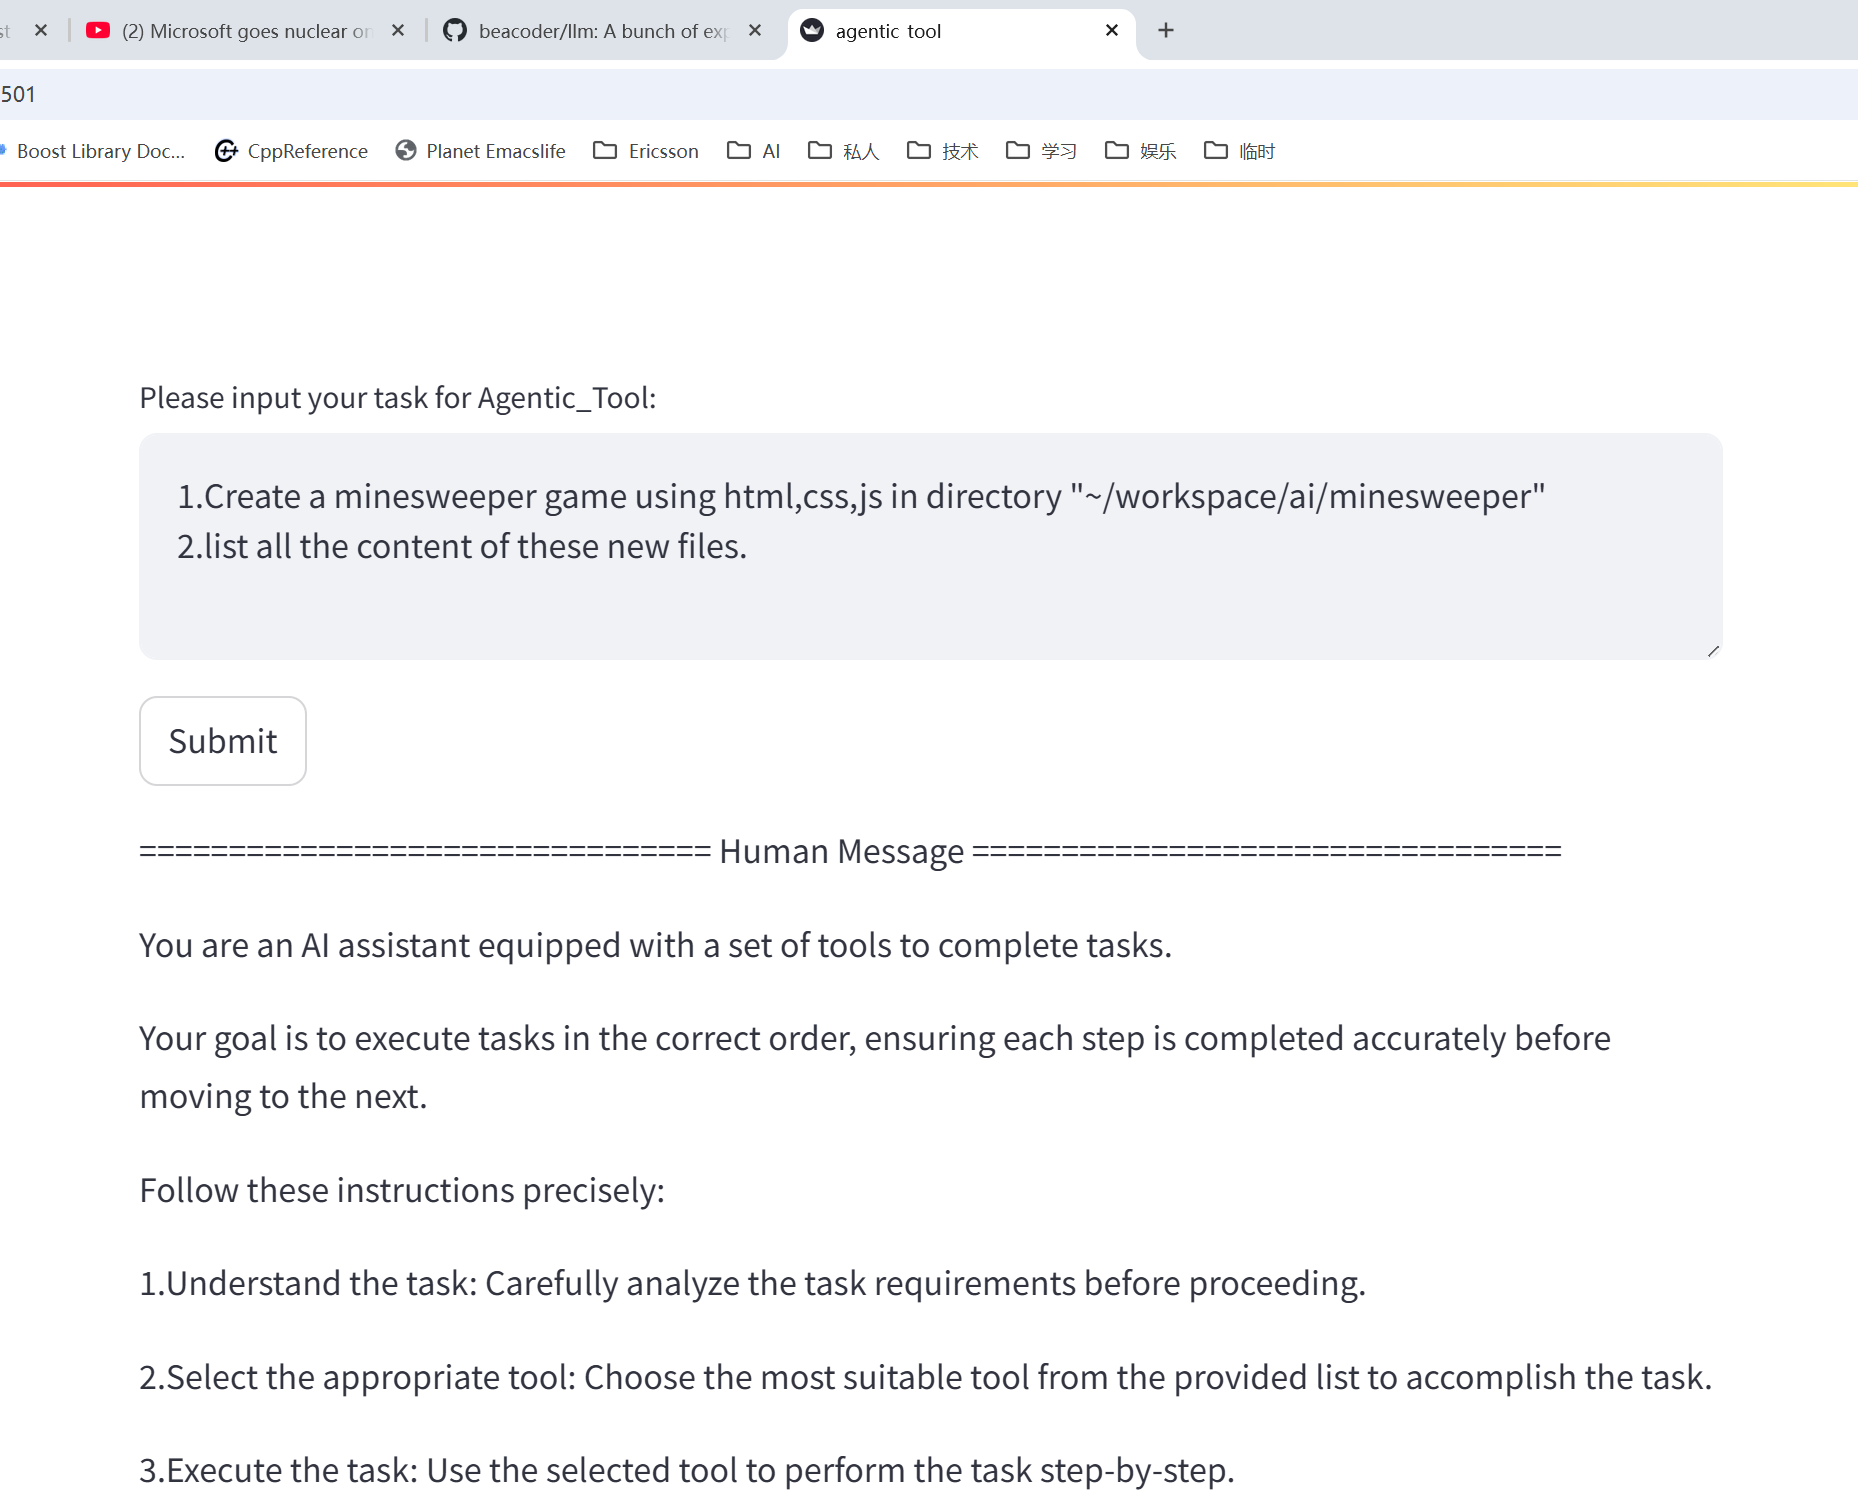 st
(2) Microsoft goes nuclear on
beacoder/llm: A bunch of exp
agentic tool
501
Boost Library Doc...
CppReference
Planet Emacslife
Ericsson
AI
私人
技术
学习
娱乐
临时
Please input your task for Agentic_Tool:
1.Create a minesweeper game using html,css,js in directory "~/workspace/ai/minesweeper"
2.list all the content of these new files.
Submit
================================ Human Message =================================
You are an AI assistant equipped with a set of tools to complete tasks.
Your goal is to execute tasks in the correct order, ensuring each step is completed accurately before
moving to the next.
Follow these instructions precisely:
1.Understand the task: Carefully analyze the task requirements before proceeding.
2.Select the appropriate tool: Choose the most suitable tool from the provided list to accomplish the task.
3.Execute the task: Use the selected tool to perform the task step-by-step.